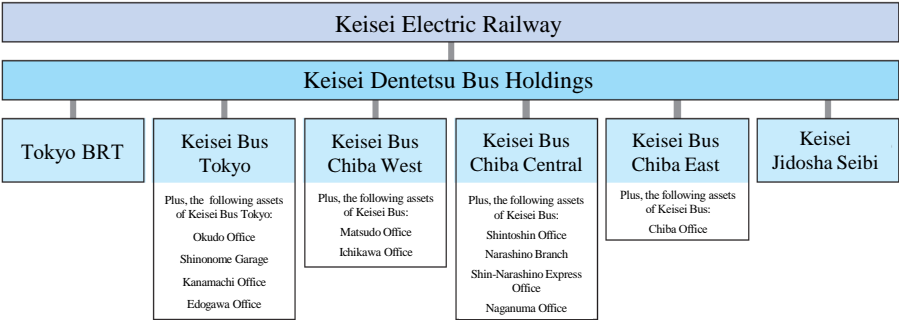 Keisei Electric Railway
Keisei Dentetsu Bus Holdings
Tokyo BRT
Keisei Bus
Tokyo
Plus, the following assets
of Keisei Bus Tokyo:
Okudo Office
Shinonome Garage
Kanamachi Office
Edogawa Office
Keisei Bus
Chiba West
Plus, the following assets
of Keisei Bus:
Matsudo Office
Ichikawa Office
Keisei Bus
Chiba Central
Plus, the following assets
of Keisei Bus:
Shintoshin Office
Narashino Branch
Shin-Narashino Express
Office
Naganuma Office
Keisei Bus
Chiba East
Plus, the following assets
of Keisei Bus:
Chiba Office
Keisei
Jidosha Seibi